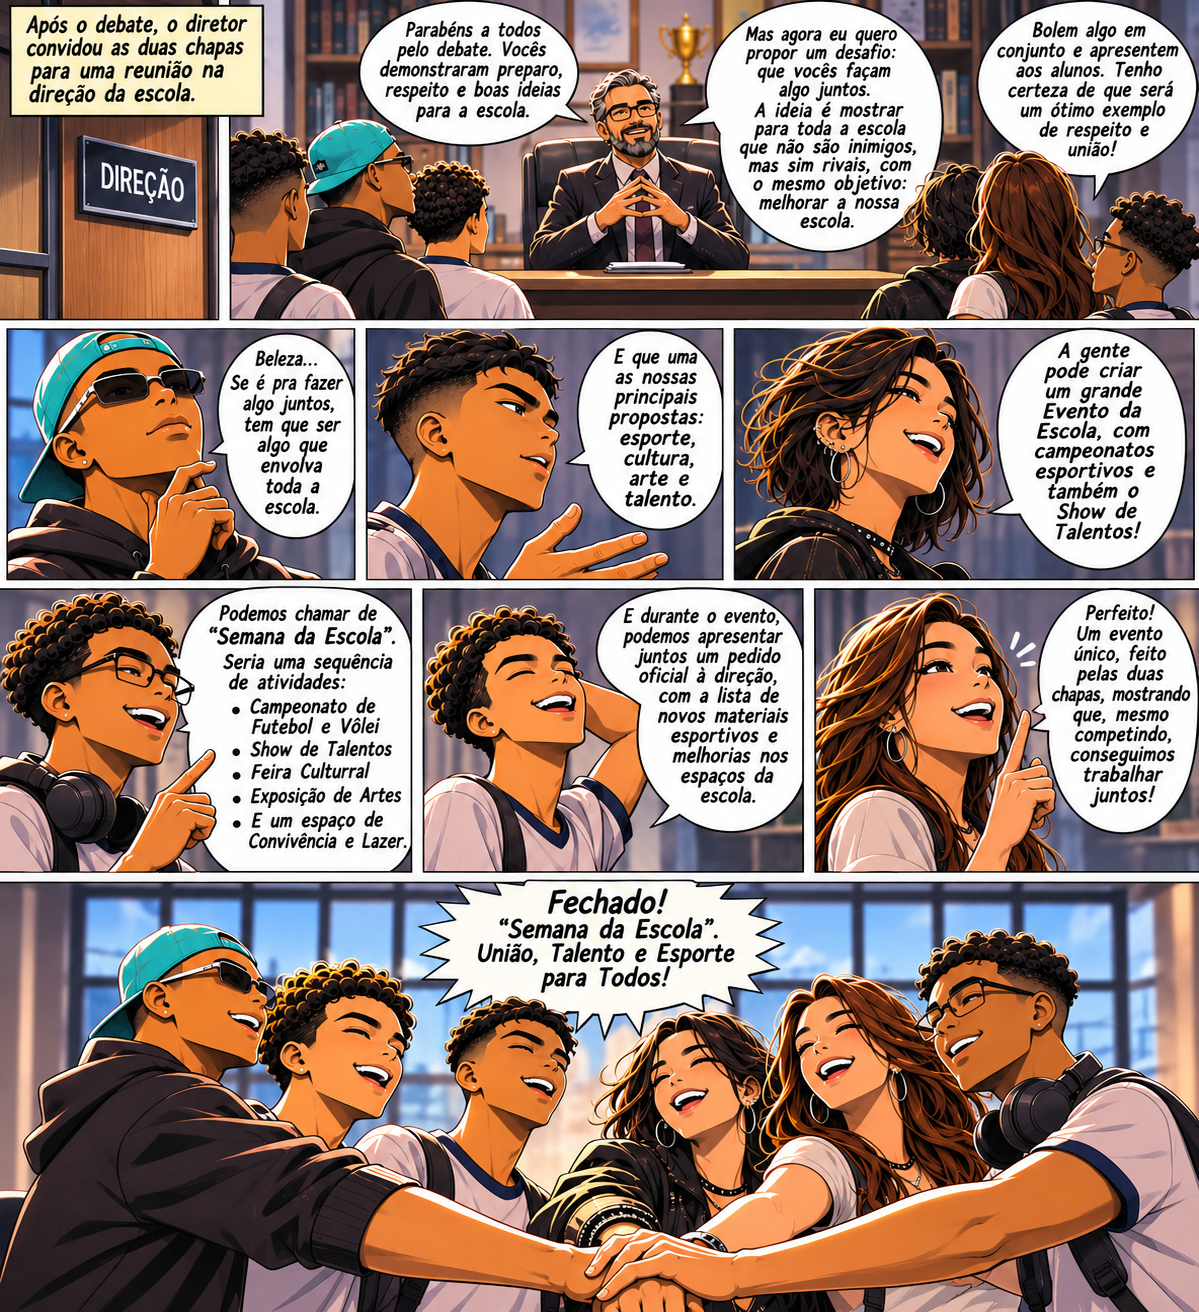 Após o debate, o diretor
convidou as duas chapas
para uma reunião na
direção da escola.
DIREÇÃO
Parabéns a todos
pelo debate. Vocês
demonstraram preparo,
respeito e boas ideias
para a escola.
Mas agora eu quero
propor um desafio:
que vocês façam
algo juntos.
A ideia é mostrar
para toda a escola
que não são inimigos,
mas sim rivais, com
o mesmo objetivo:
melhorar a nossa
escola.
Bolem algo em
conjunto e apresentem
aos alunos. Tenho
certeza de que será
um ótimo exemplo
de respeito e
união!
Beleza...
Se é pra fazer
algo juntos,
tem que ser
algo que
envolva
toda a
escola.
E que uma
as nossas
principais
propostas:
esporte,
cultura,
arte e
talento.
A gente
pode criar
um grande
Evento da
Escola, com
campeonatos
esportivos e
também o
Show de
Talentos!
Podemos chamar de
“Semana da Escola”.
Seria uma sequência
de atividades:
• Campeonato de
Futebol e Vôlei
• Show de Talentos
• Feira Culturral
• Exposição de Artes
• E um espaço de
Convivência e Lazer.
E durante o evento,
podemos apresentar
juntos um pedido
oficial à direção,
com a lista de
novos materiais
esportivos e
melhorias nos
espaços da
escola.
Perfeito!
Um evento
único, feito
pelas duas
chapas, mostrando
que, mesmo
competindo,
conseguimos
trabalhar
juntos!
Fechado!
“Semana da Escola”.
União, Talento e Esporte
para Todos!